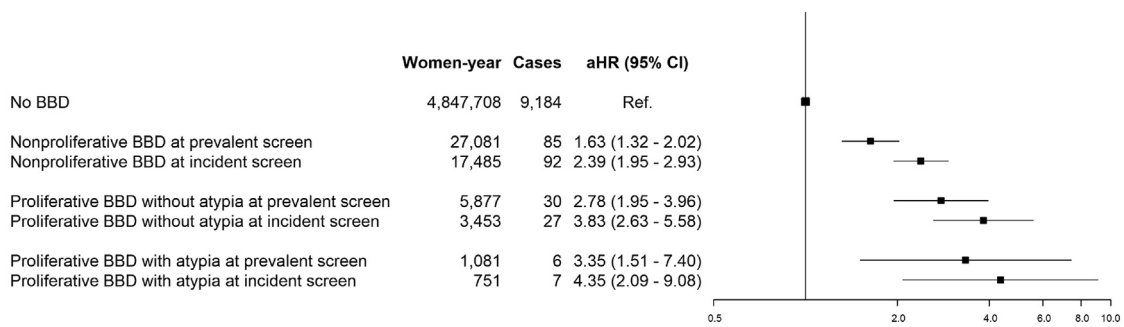 Women-year Cases aHR (95% CI)
No BBD 4,847,708 9,184 Ref.
Nonproliferative BBD at prevalent screen 27,081 85 1.63 (1.32 - 2.02)
Nonproliferative BBD at incident screen 17,485 92 2.39 (1.95 - 2.93)
Proliferative BBD without atypia at prevalent screen 5,877 30 2.78 (1.95 - 3.96)
Proliferative BBD without atypia at incident screen 3,453 27 3.83 (2.63 - 5.58)
Proliferative BBD with atypia at prevalent screen 1,081 6 3.35 (1.51 - 7.40)
Proliferative BBD with atypia at incident screen 751 7 4.35 (2.09 - 9.08)
0.5 2.0 4.0 6.0 8.0 10.0